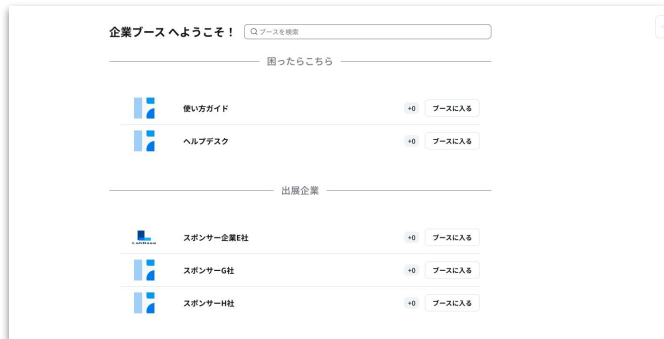 企業ブース へようこそ！
ブースを検索
困ったらこちら
使い方ガイド +0 ブースに入る
ヘルプデスク +0 ブースに入る
出展企業
スポンサー企業E社 +0 ブースに入る
スポンサーG社 +0 ブースに入る
スポンサーH社 +0 ブースに入る